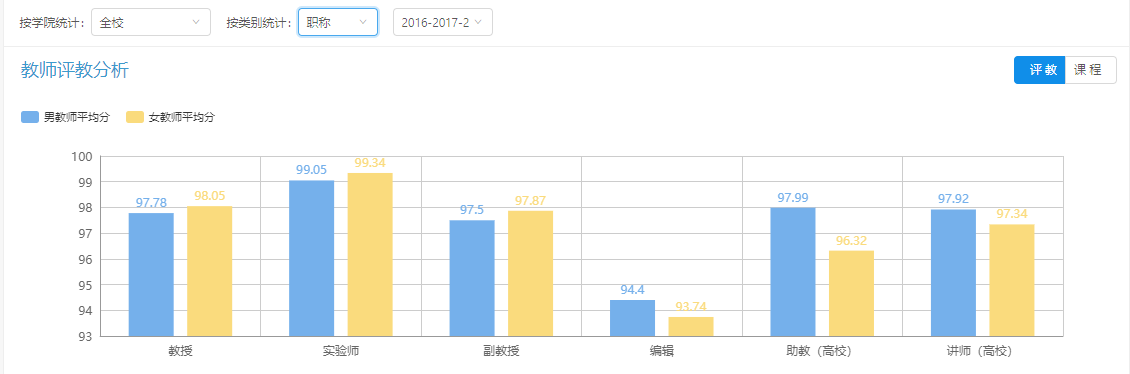 按学院统计： 全校 按类别统计： 职称 2016-2017-2
教师评教分析 评教 课程
男教师平均分 女教师平均分
100
99
98
97
96
95
94
93
97.78 98.05 99.05 99.34 97.5 97.87 94.4 93.74 97.99 96.32 97.92 97.34
教授 实验师 副教授 编辑 助教（高校） 讲师（高校）